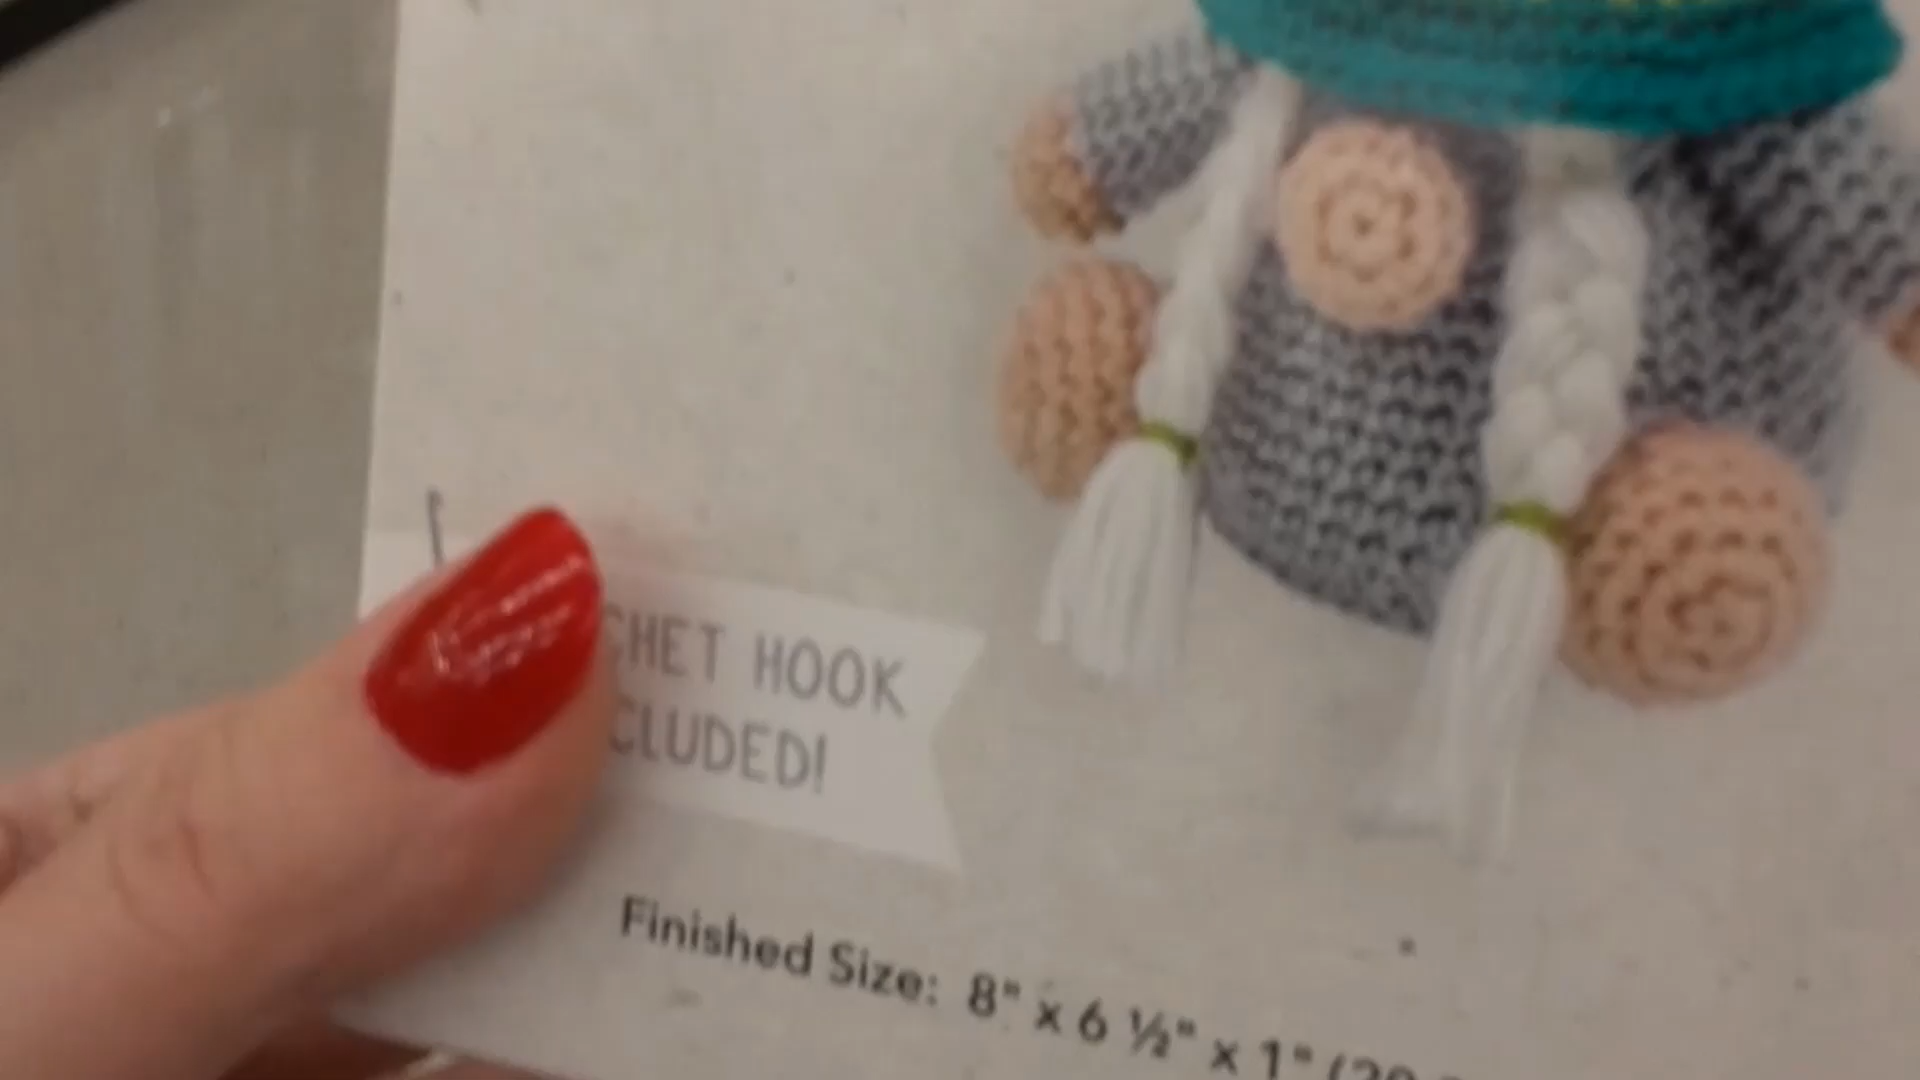 CHET HOOK
CLUDED!
Finished Size: 8" x 6 ½" x 1"